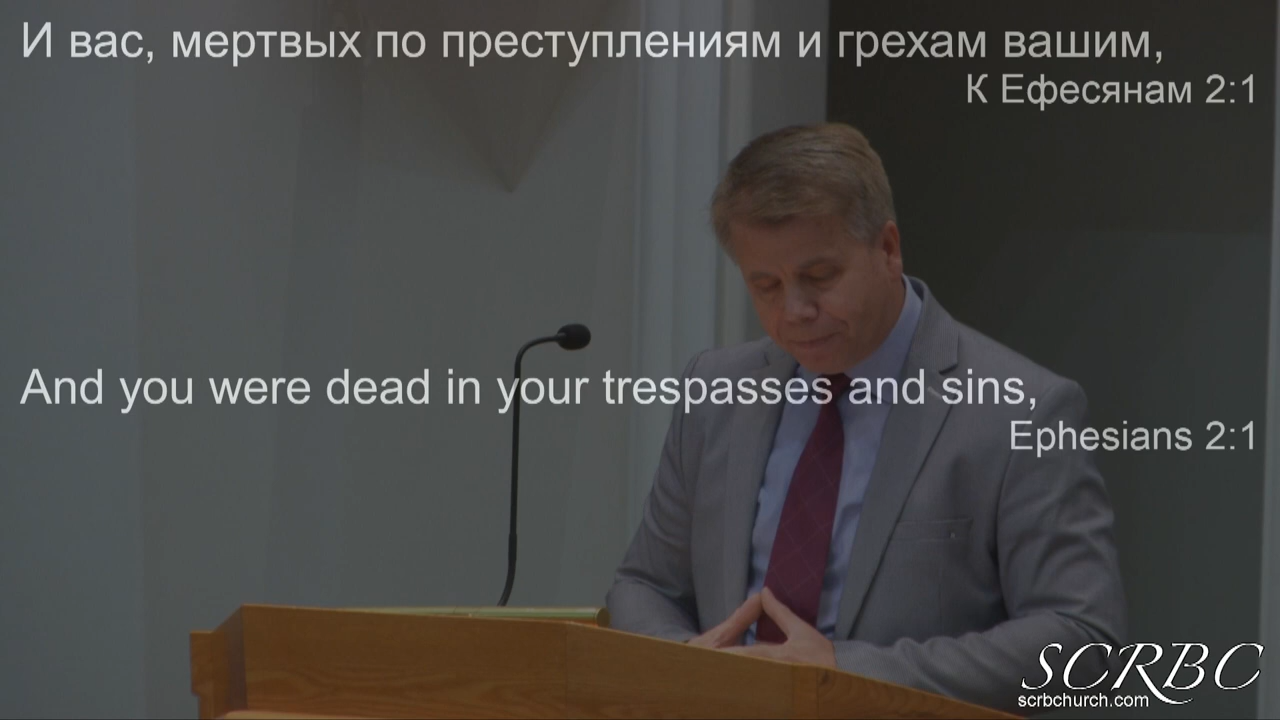 И вас, мертвых по преступлениям и грехам вашим,
К Ефесянам 2:1
And you were dead in your trespasses and sins,
Ephesians 2:1
SCRBC
scrbchurch.com